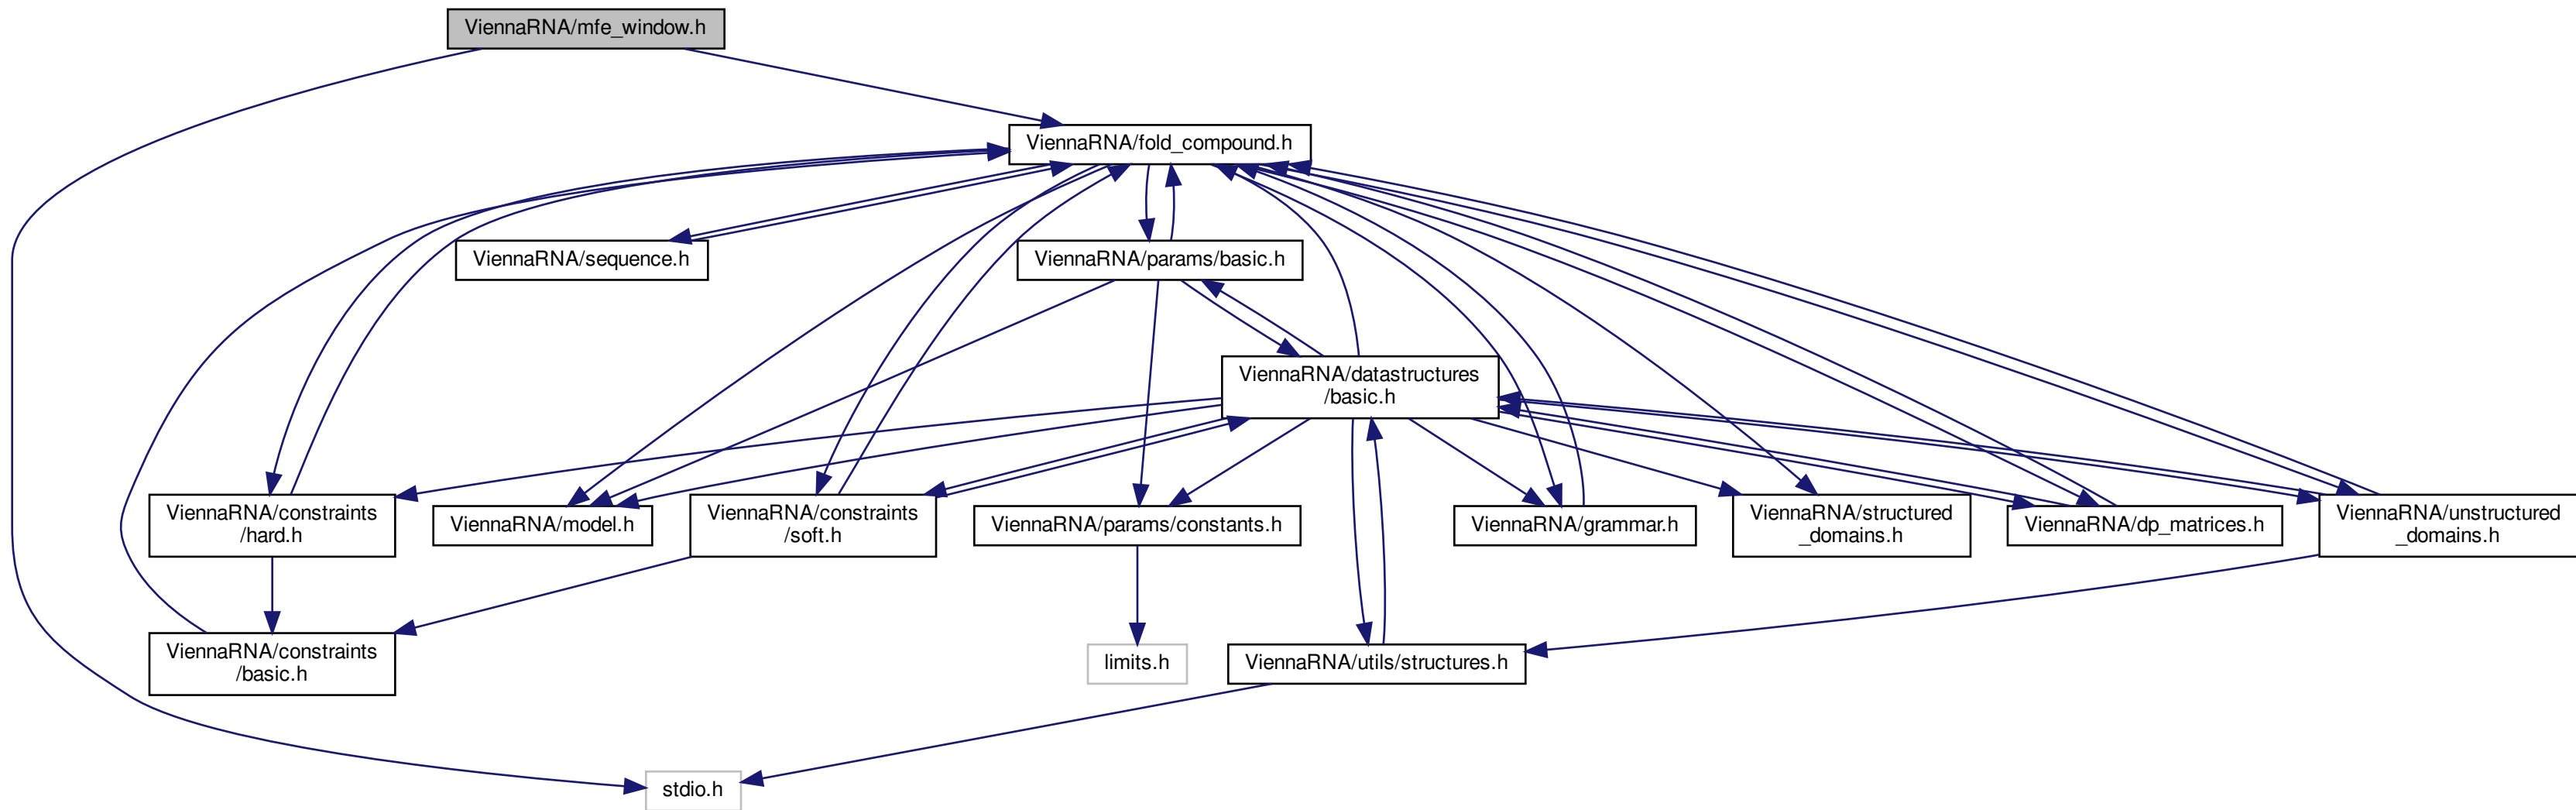 ViennaRNA/mfe_window.h
ViennaRNA/fold_compound.h
ViennaRNA/sequence.h
ViennaRNA/params/basic.h
ViennaRNA/datastructures
/basic.h
ViennaRNA/constraints
/hard.h
ViennaRNA/model.h
ViennaRNA/constraints
/soft.h
ViennaRNA/params/constants.h
ViennaRNA/grammar.h
ViennaRNA/structured
_domains.h
ViennaRNA/dp_matrices.h
ViennaRNA/unstructured
_domains.h
ViennaRNA/constraints
/basic.h
limits.h
ViennaRNA/utils/structures.h
stdio.h